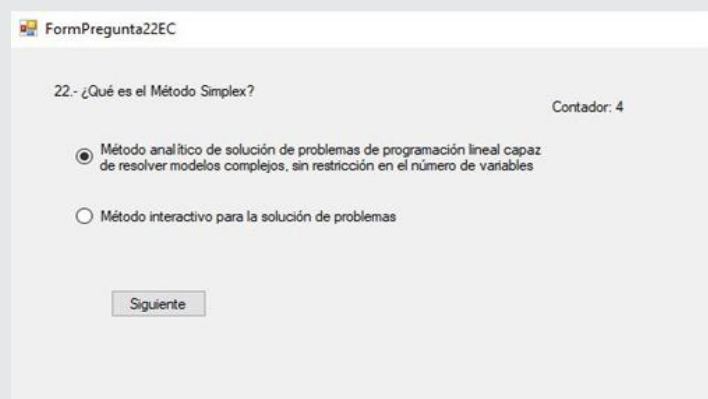 FormPregunta22EC
22.- ¿Qué es el Método Simplex?
Contador: 4
Método analítico de solución de problemas de programación lineal capaz
de resolver modelos complejos, sin restricción en el número de variables
Método interactivo para la solución de problemas
Siguiente